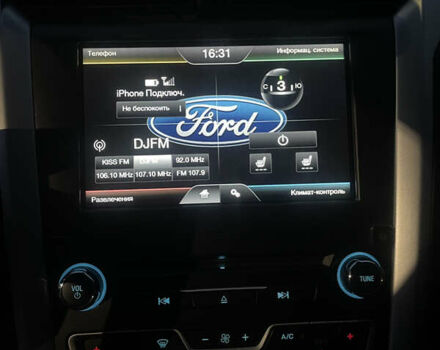 Телефон
16:31
Информац. система
iPhone Подключ.
Не беспокоить
С З Ю
Ford
DJFM
KISS FM DJFM 92.0 MHz
106.10 MHz 107.10 MHz FM 107.9
Развлечения
Климат-контроль
VOL
TUNE
A/C